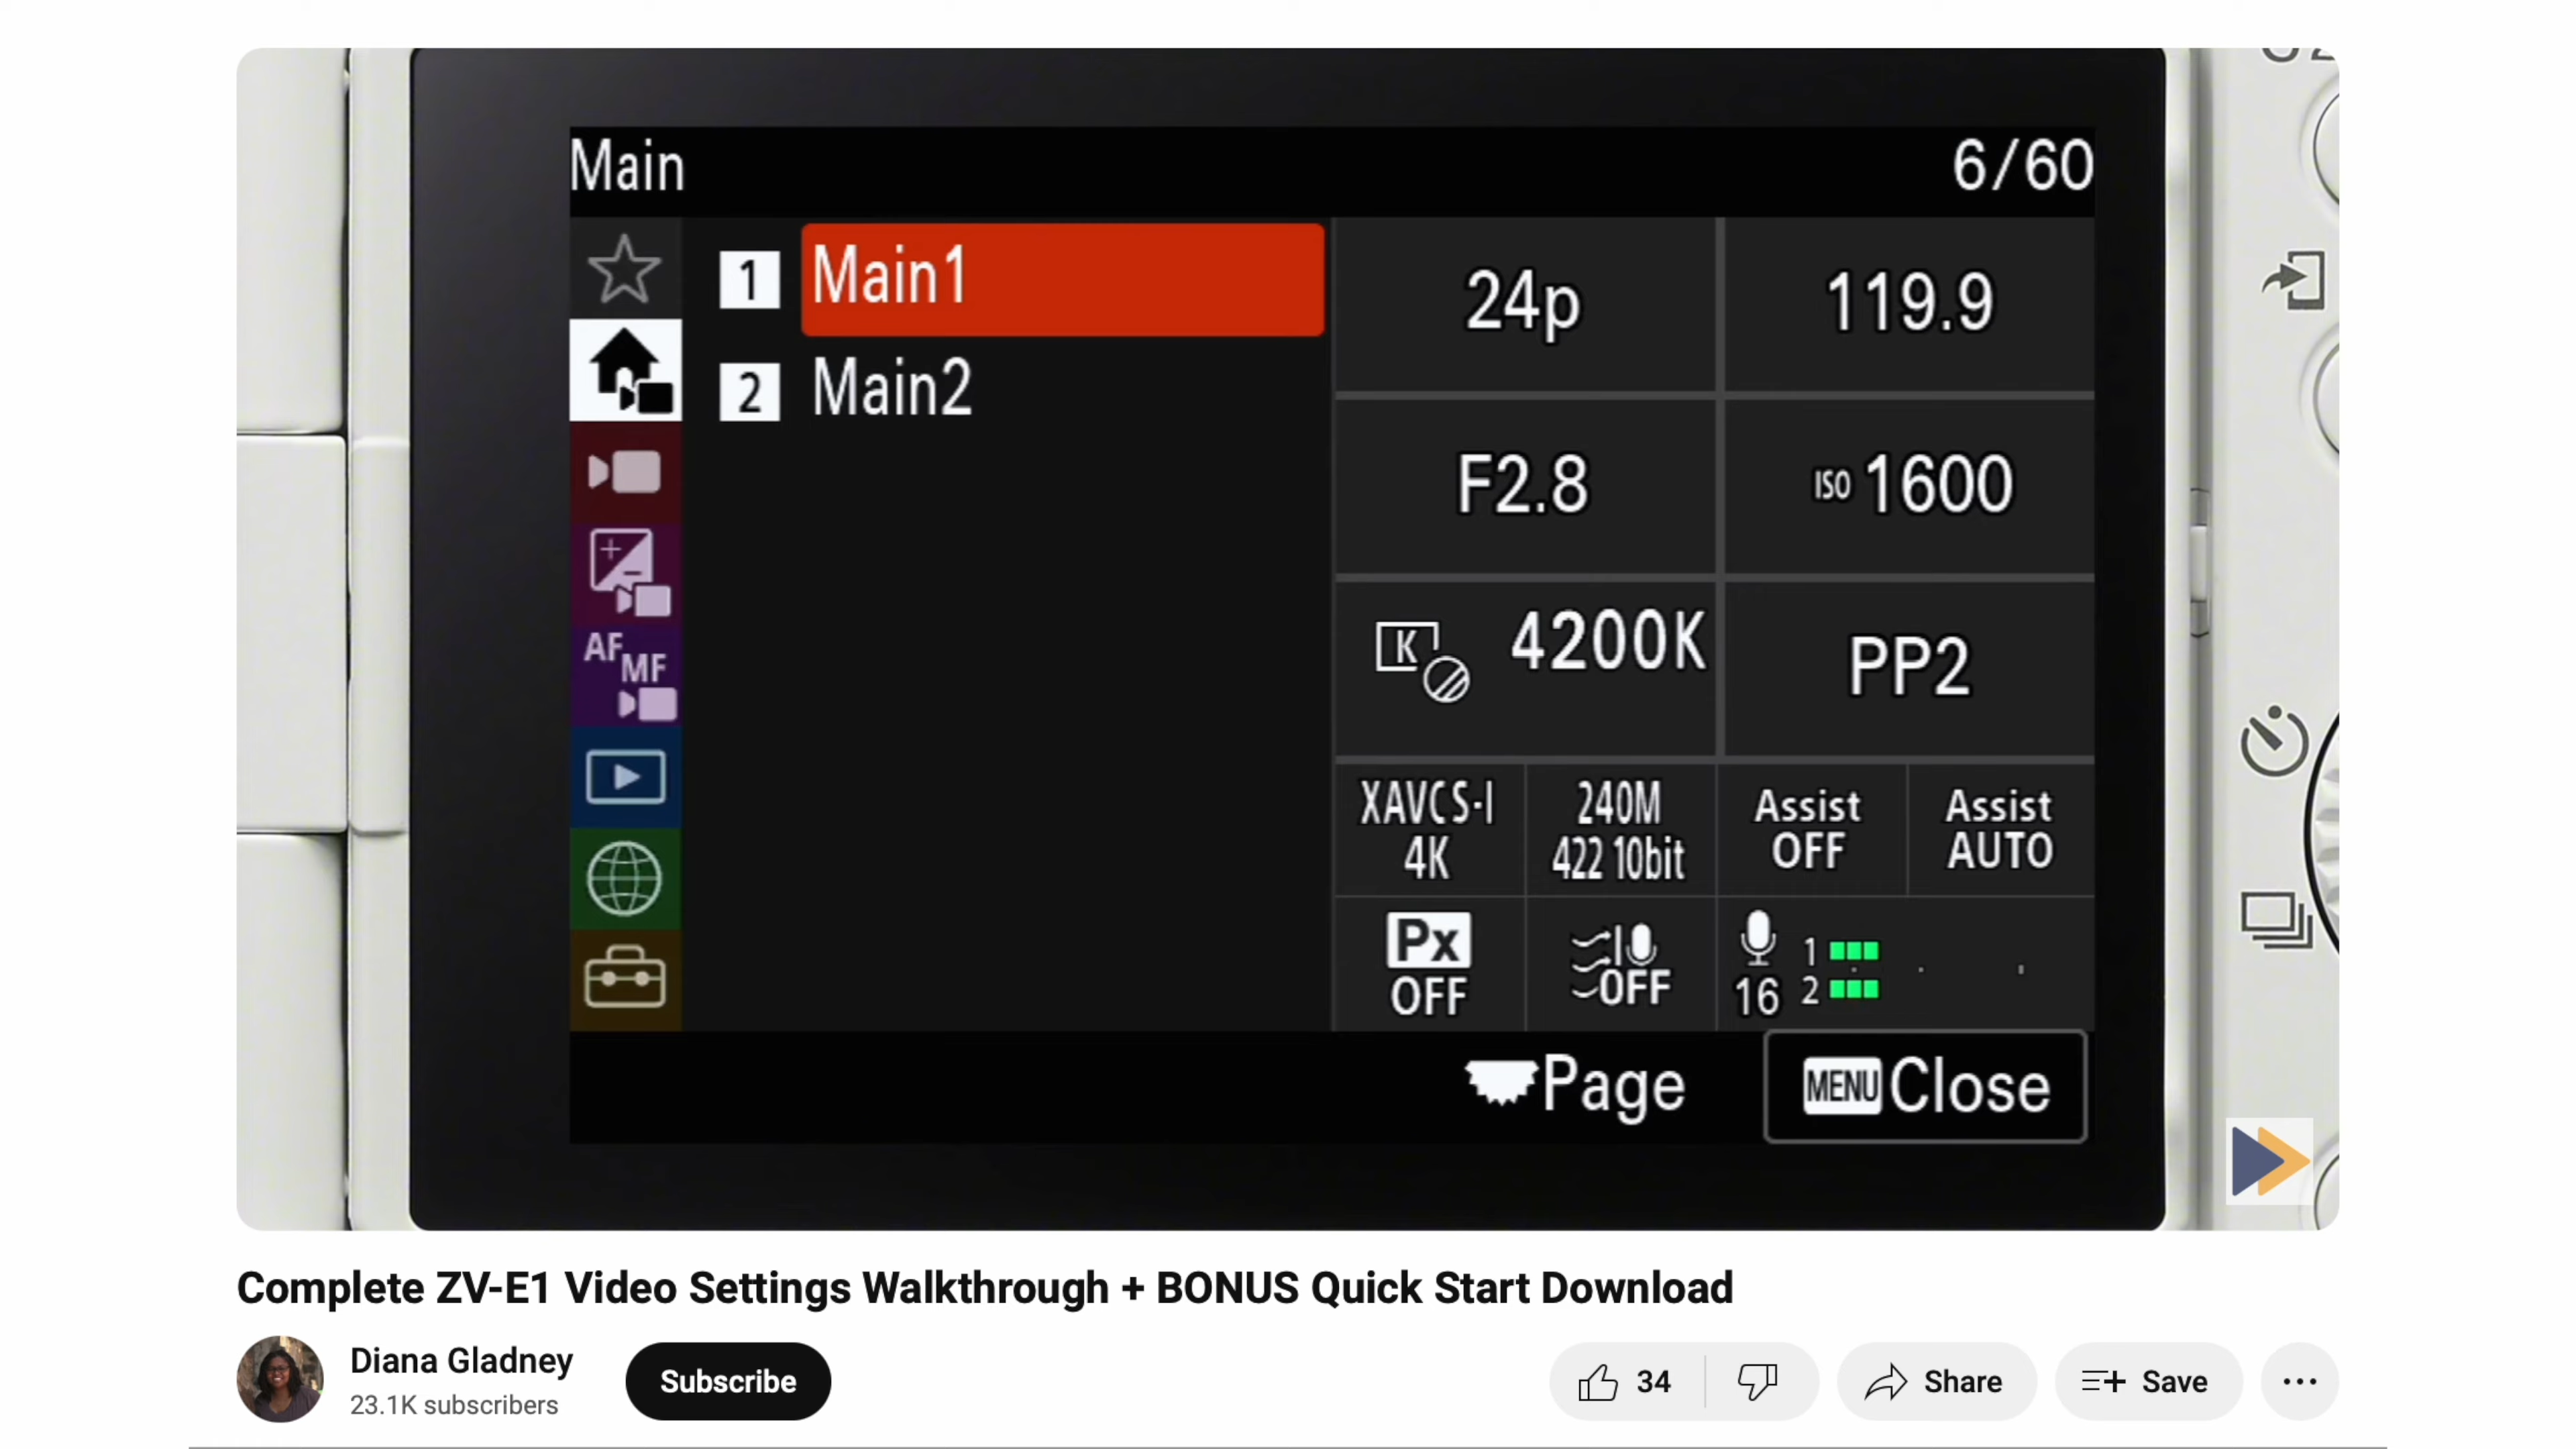 Main 6/60
1 Main1
2 Main2
24p 119.9
F2.8 ISO 1600
K 4200K PP2
AF MF
XAVC S-I 4K
240M 422 10bit
Assist OFF
Assist AUTO
Px OFF
OFF
16 1 2
Page MENU Close
Complete ZV-E1 Video Settings Walkthrough + BONUS Quick Start Download
Diana Gladney
23.1K subscribers
Subscribe
34
Share
Save